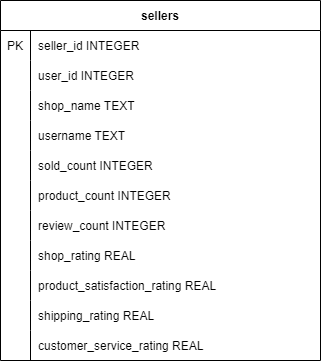 sellers
PK seller_id INTEGER
user_id INTEGER
shop_name TEXT
username TEXT
sold_count INTEGER
product_count INTEGER
review_count INTEGER
shop_rating REAL
product_satisfaction_rating REAL
shipping_rating REAL
customer_service_rating REAL